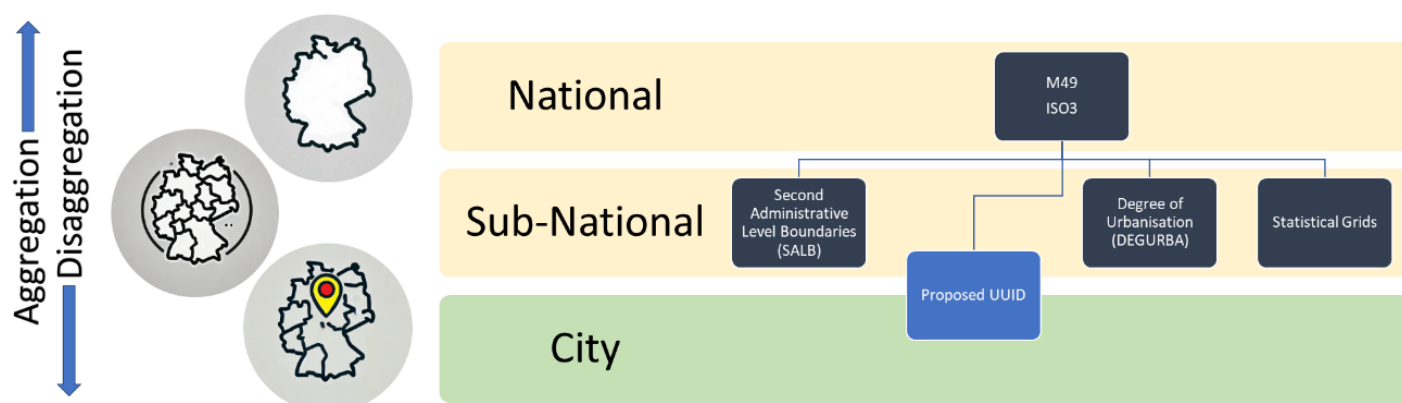 Aggregation
Disaggregation
National
M49
ISO3
Sub-National
Second
Administrative
Level Boundaries
(SALB)
Proposed UUID
Degree of
Urbanisation
(DEGURBA)
Statistical Grids
City